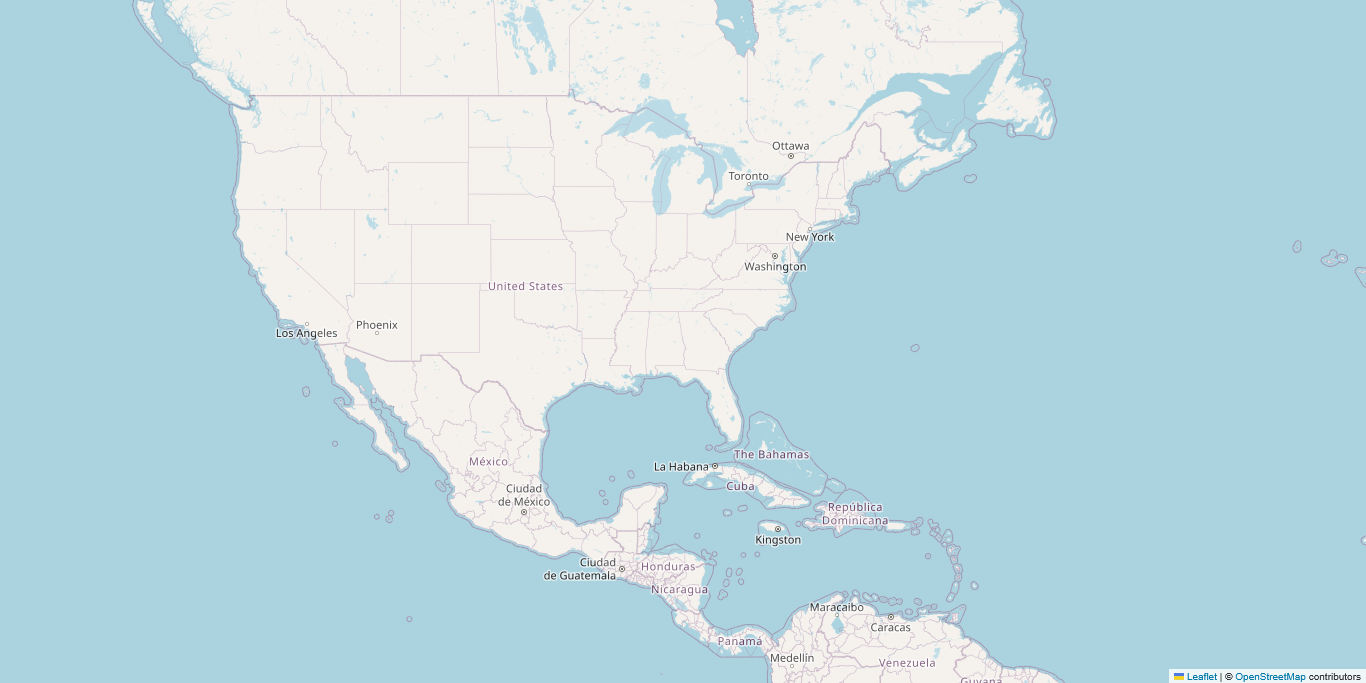 Ottawa
Toronto
New York
Washington
United States
Phoenix
Los Angeles
The Bahamas
México
La Habana
Cuba
Ciudad
de México
República
Dominicana
Kingston
Ciudad
de Guatemala
Honduras
Nicaragua
Maracaibo
Caracas
Panamá
Medellín
Venezuela
Guyana
Leaflet | © OpenStreetMap contributors